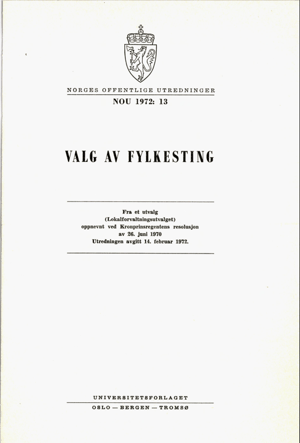 NORGES OFFENTLIGE UTREDNINGER
NOU 1972: 13
VALG AV FYLKESTING
Fra et utvalg
(Lokalforvaltningsutvalget)
oppnevnt ved Kronprinsregentens resolusjon
av 26. juni 1970
Utredningen avgitt 14. februar 1972.
UNIVERSITETSFORLAGET
OSLO — BERGEN — TROMSØ